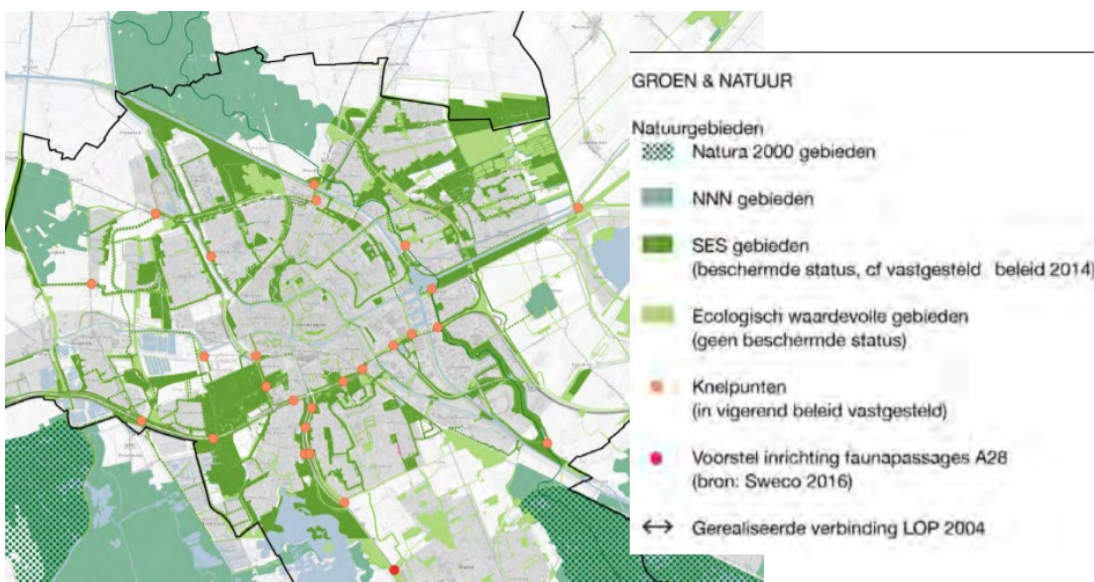 GROEN & NATUUR
Natuurgebieden
Natura 2000 gebieden
NNN gebieden
SES gebieden
(beschermde status, cf vastgesteld beleid 2014)
Ecologisch waardevolle gebieden
(geen beschermde status)
Knelpunten
(in vigerend beleid vastgesteld)
Voorstel inrichting faunapassages A28
(bron: Sweco 2016)
Gerealiseerde verbinding LOP 2004